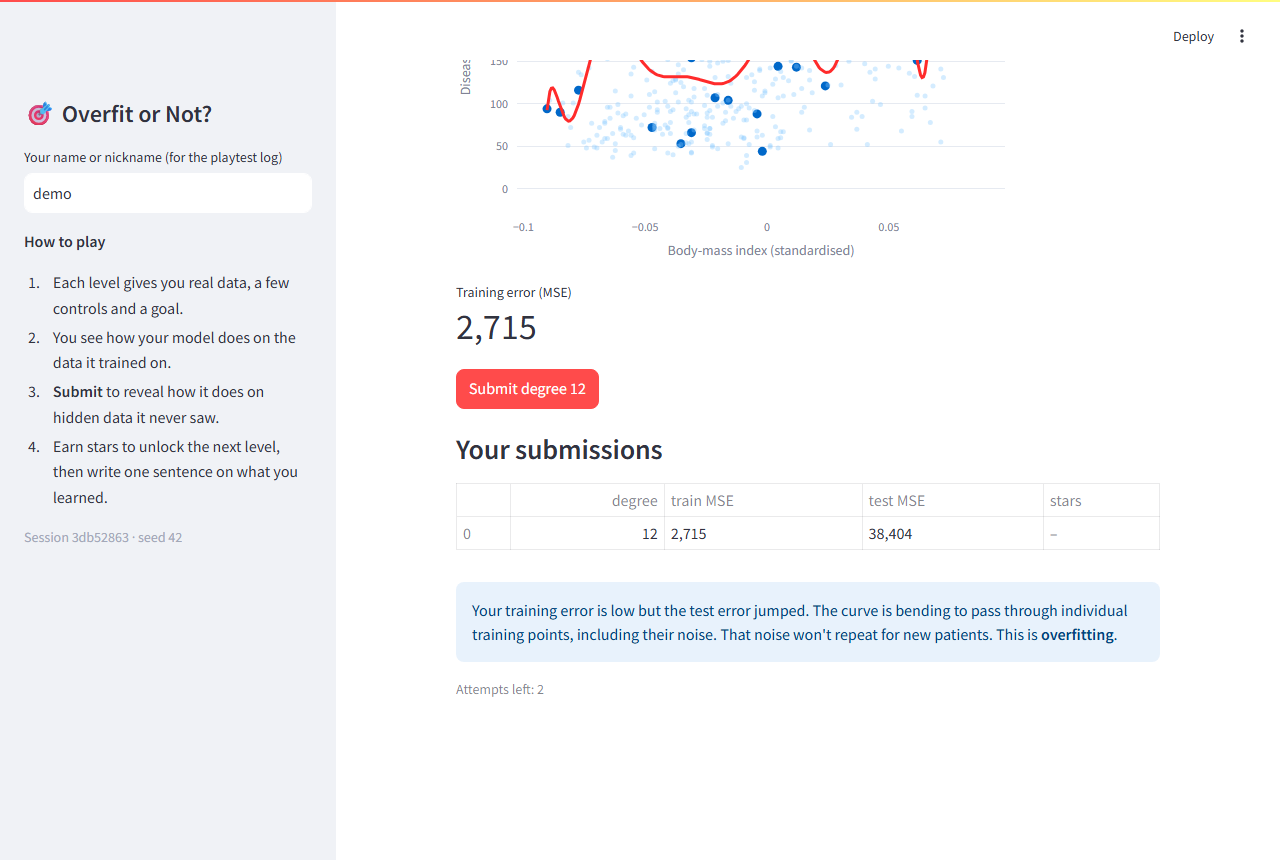 Deploy
🎯 Overfit or Not?
Your name or nickname (for the playtest log)
demo
How to play
1. Each level gives you real data, a few
controls and a goal.
2. You see how your model does on the
data it trained on.
3. Submit to reveal how it does on
hidden data it never saw.
4. Earn stars to unlock the next level,
then write one sentence on what you
learned.
Session 3db52863 · seed 42
150
100
50
0
−0.1 −0.05 0 0.05
Body-mass index (standardised)
Training error (MSE)
2,715
Submit degree 12
Your submissions
degree train MSE test MSE stars
0 12 2,715 38,404 –
Your training error is low but the test error jumped. The curve is bending to pass through individual
training points, including their noise. That noise won't repeat for new patients. This is overfitting.
Attempts left: 2